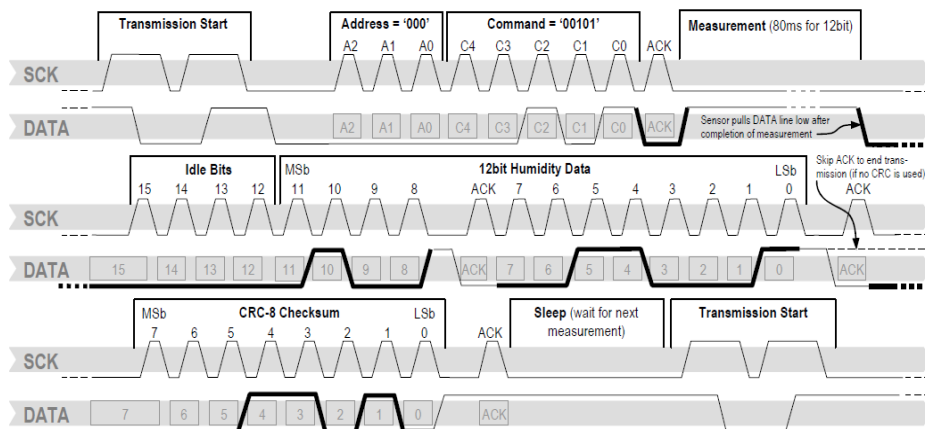 Transmission Start Address = '000' Command = '00101' Measurement (80ms for 12bit)
A2 A1 A0 C4 C3 C2 C1 C0 ACK
SCK
DATA A2 A1 A0 C4 C3 C2 C1 C0 ACK
Sensor pulls DATA line low after
completion of measurement
Skip ACK to end trans-
mission (if no CRC is used)
Idle Bits 12bit Humidity Data
MSb LSb
15 14 13 12 11 10 9 8 ACK 7 6 5 4 3 2 1 0 ACK
SCK
DATA 15 14 13 12 11 10 9 8 ACK 7 6 5 4 3 2 1 0 ACK
CRC-8 Checksum Sleep (wait for next
measurement) Transmission Start
MSb LSb
7 6 5 4 3 2 1 0 ACK
SCK
DATA 7 6 5 4 3 2 1 0 ACK